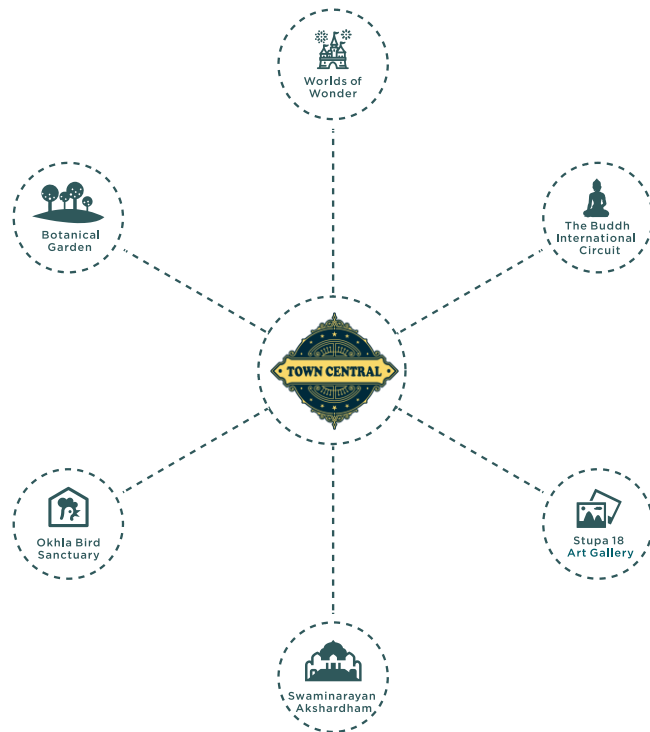 Worlds of
Wonder
Botanical
Garden
The Buddh
International
Circuit
TOWN CENTRAL
Okhla Bird
Sanctuary
Stupa 18
Art Gallery
Swaminarayan
Akshardham